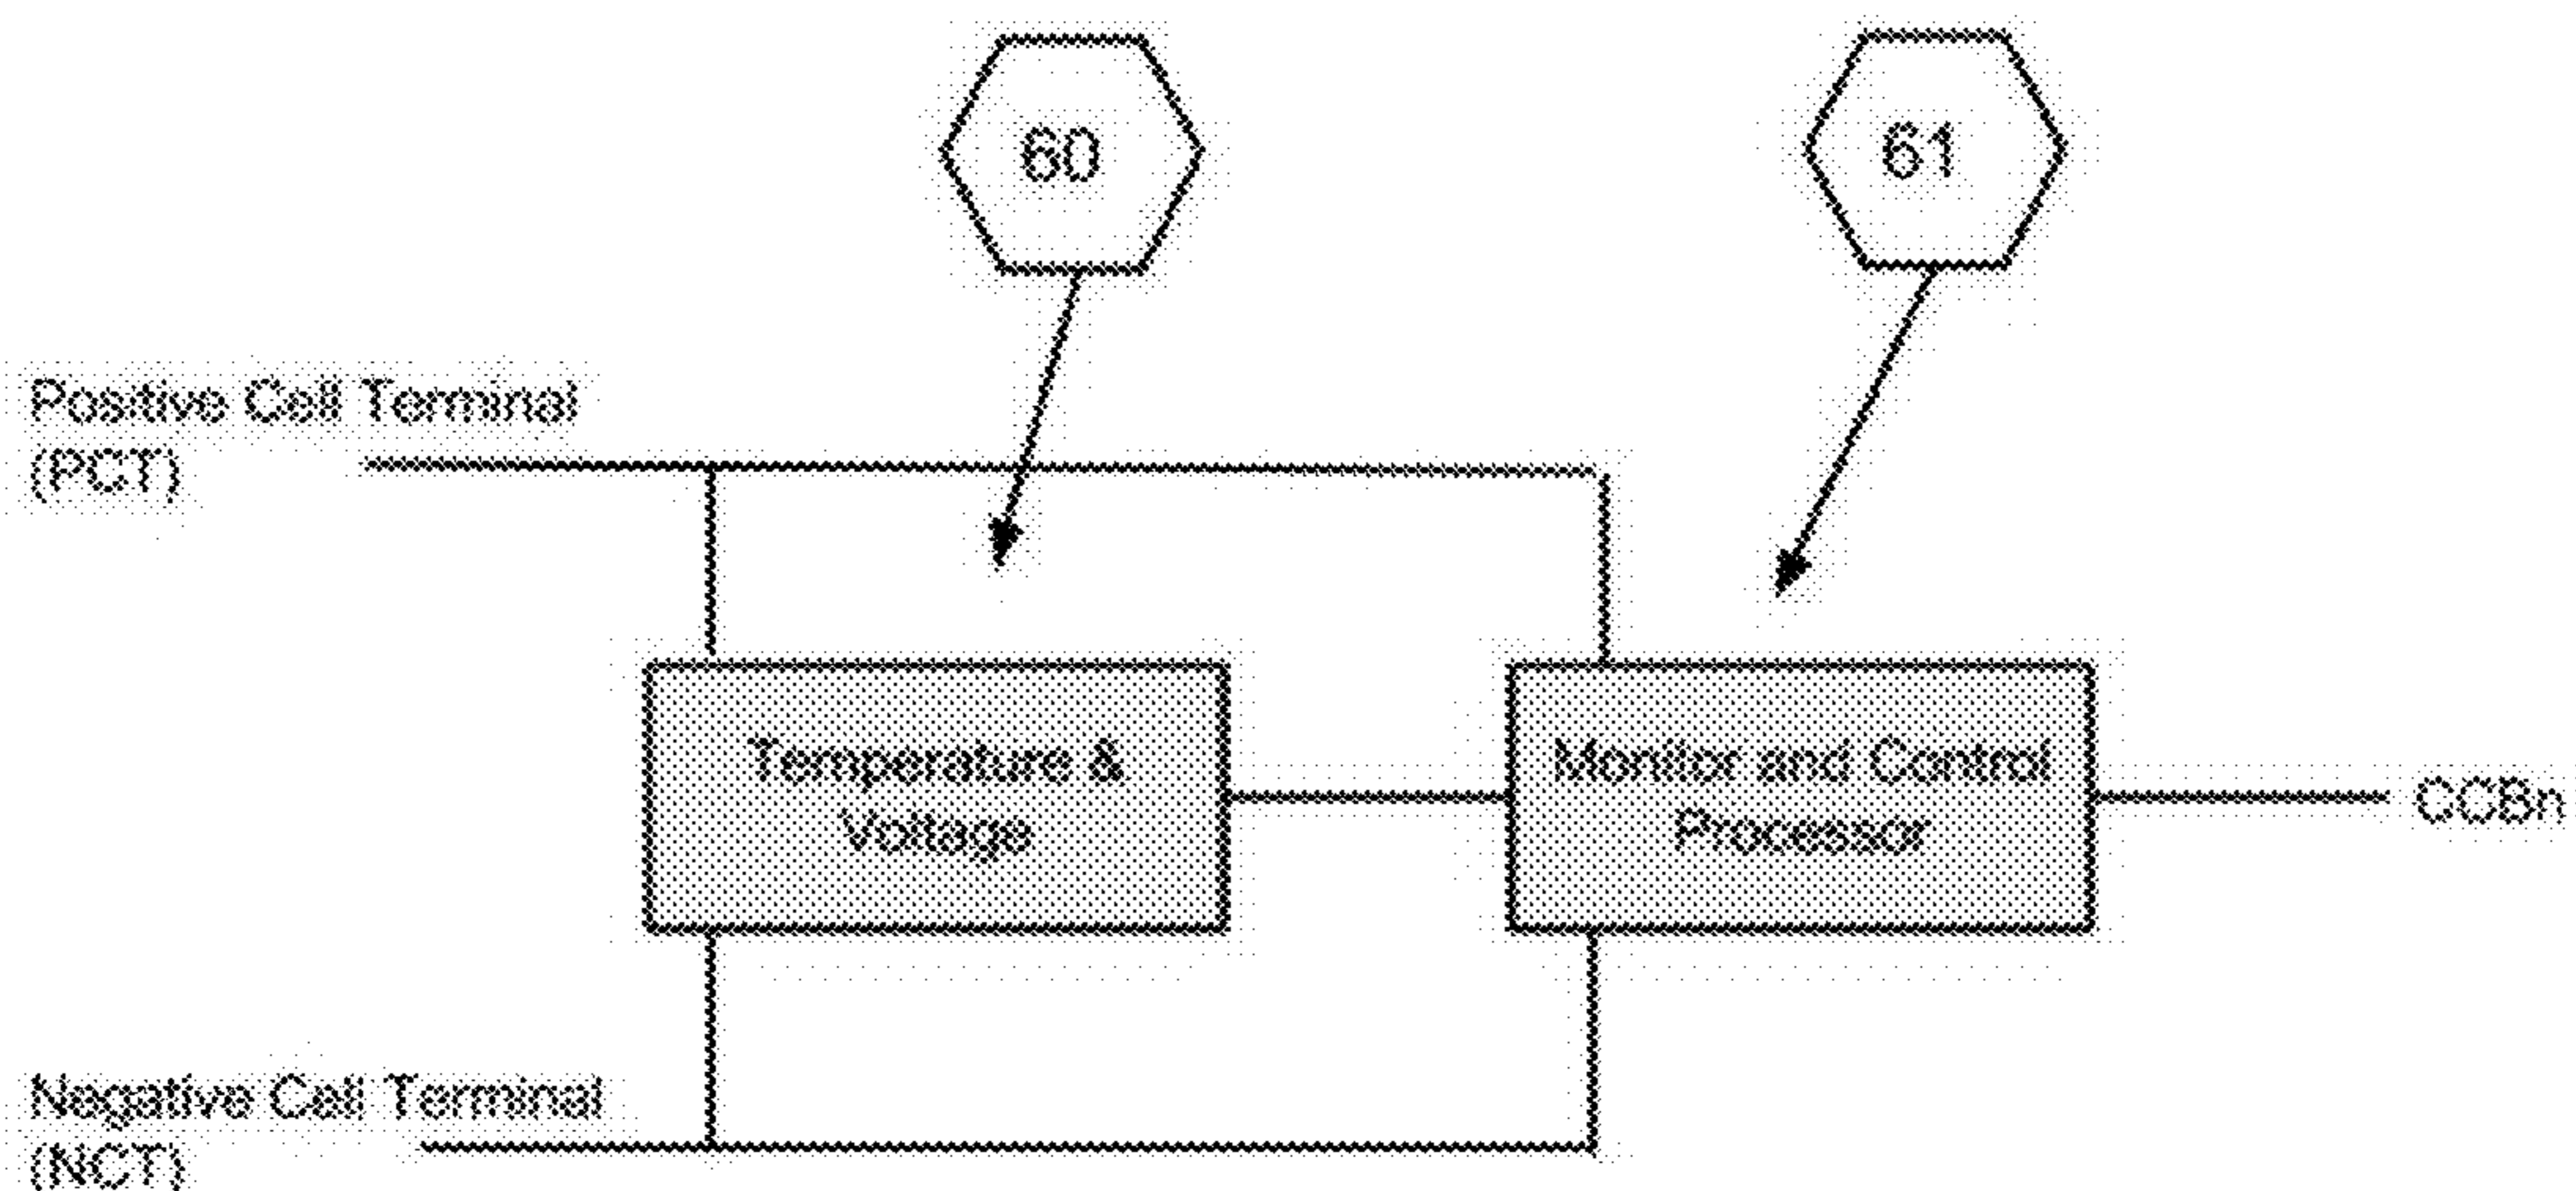 60
61
Positive Cell Terminal
(PCT)
Temperature &
Voltage
Monitor and Control
Processor
CCBn
Negative Cell Terminal
(NCT)